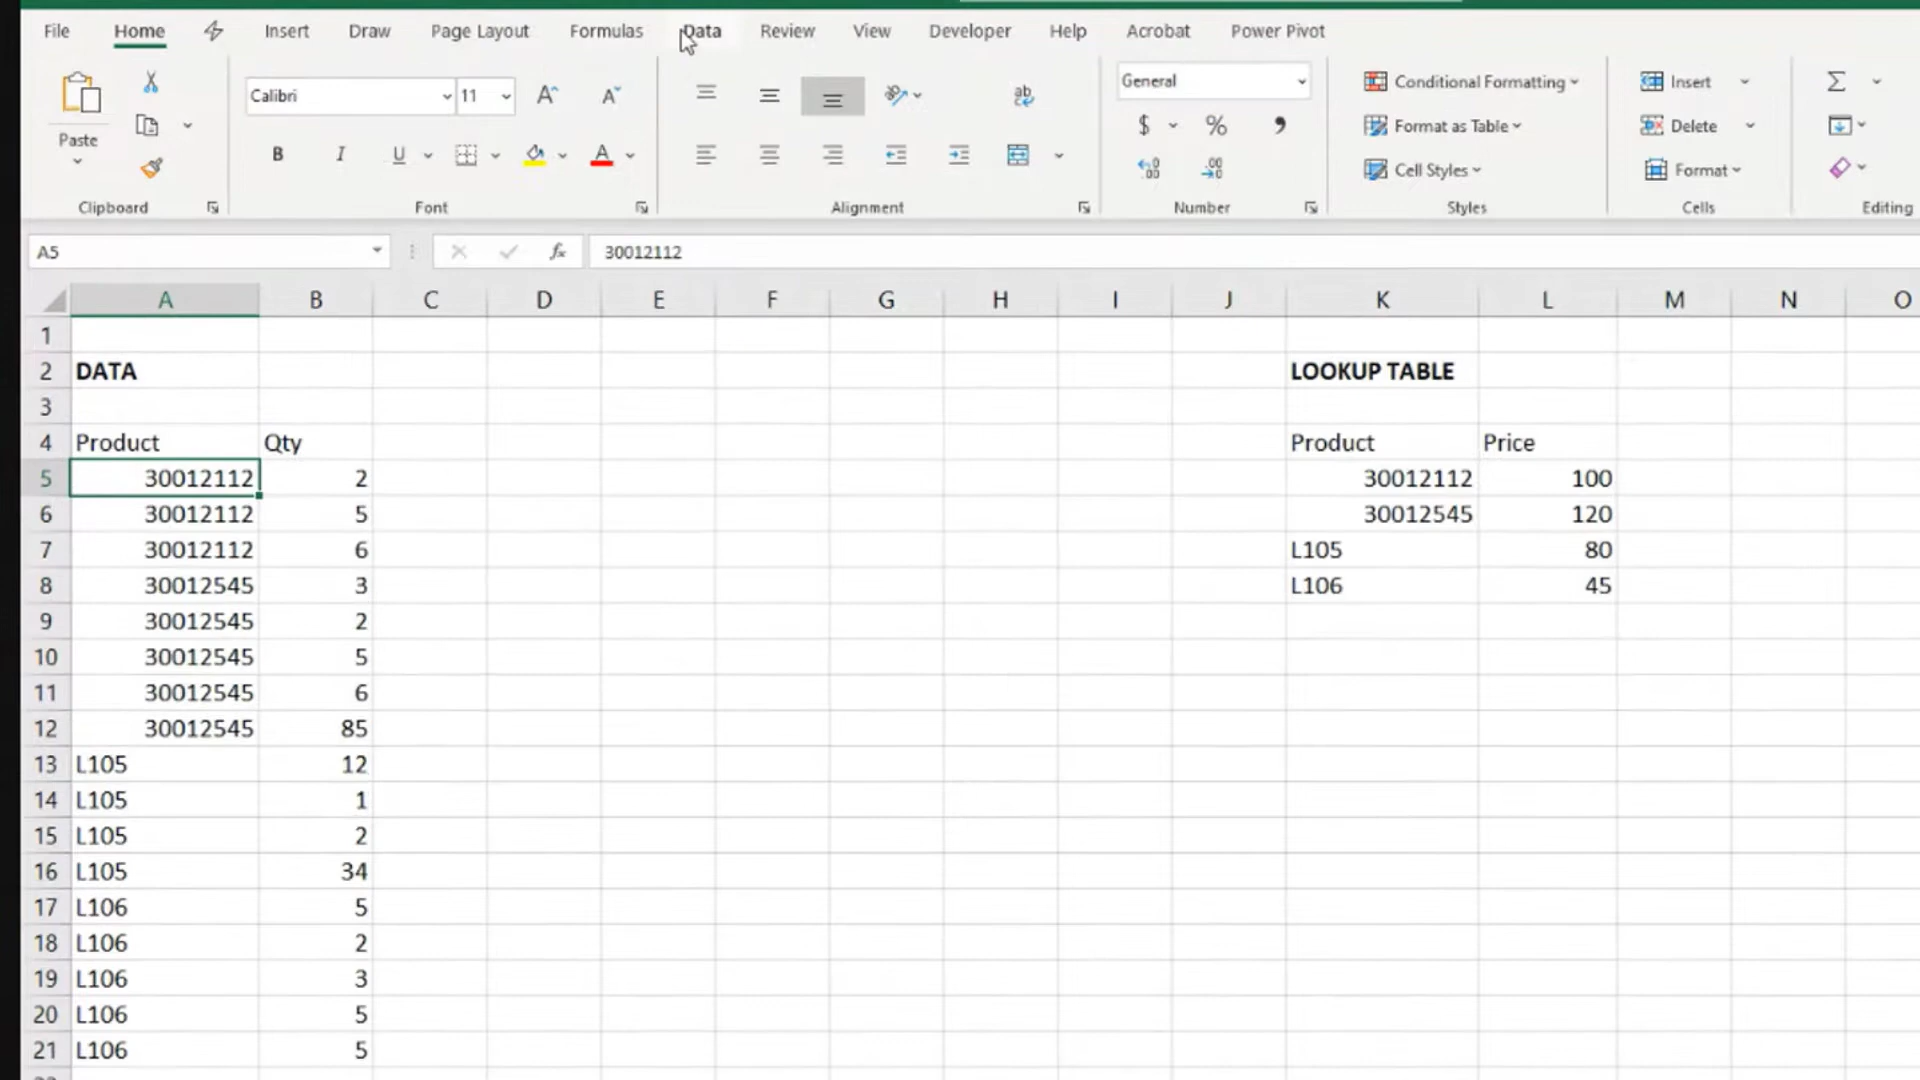 File Home Insert Draw Page Layout Formulas Data Review View Developer Help Acrobat Power Pivot
Calibri 11 A A ab General Conditional Formatting Insert Σ
Paste $ % , Format as Table Delete
B I U A .00 .00 Cell Styles Format
Clipboard Font Alignment Number Styles Cells Editing
A5 fx 30012112
A B C D E F G H I J K L M N O
1
2 DATA LOOKUP TABLE
3
4 Product Qty Product Price
5 30012112 2 30012112 100
6 30012112 5 30012545 120
7 30012112 6 L105 80
8 30012545 3 L106 45
9 30012545 2
10 30012545 5
11 30012545 6
12 30012545 85
13 L105 12
14 L105 1
15 L105 2
16 L105 34
17 L106 5
18 L106 2
19 L106 3
20 L106 5
21 L106 5